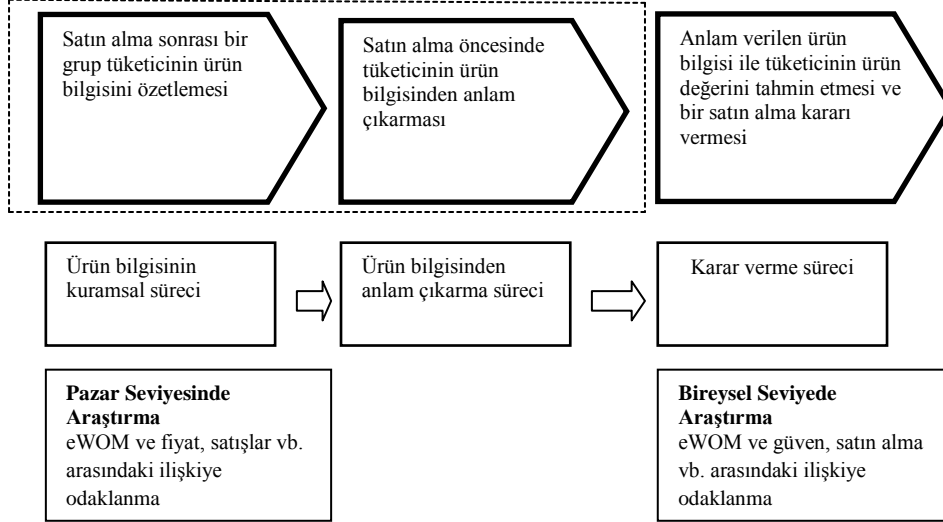 Satın alma sonrası bir
grup tüketicinin ürün
bilgisini özetlemesi
Satın alma öncesinde
tüketicinin ürün
bilgisinden anlam
çıkarması
Anlam verilen ürün
bilgisi ile tüketicinin ürün
değerini tahmin etmesi ve
bir satın alma kararı
vermesi
Ürün bilgisinin
kuramsal süreci
Ürün bilgisinden
anlam çıkarma süreci
Karar verme süreci
Pazar Seviyesinde
Araştırma
eWOM ve fiyat, satışlar vb.
arasındaki ilişkiye
odaklanma
Bireysel Seviyede
Araştırma
eWOM ve güven, satın alma
vb. arasındaki ilişkiye
odaklanma